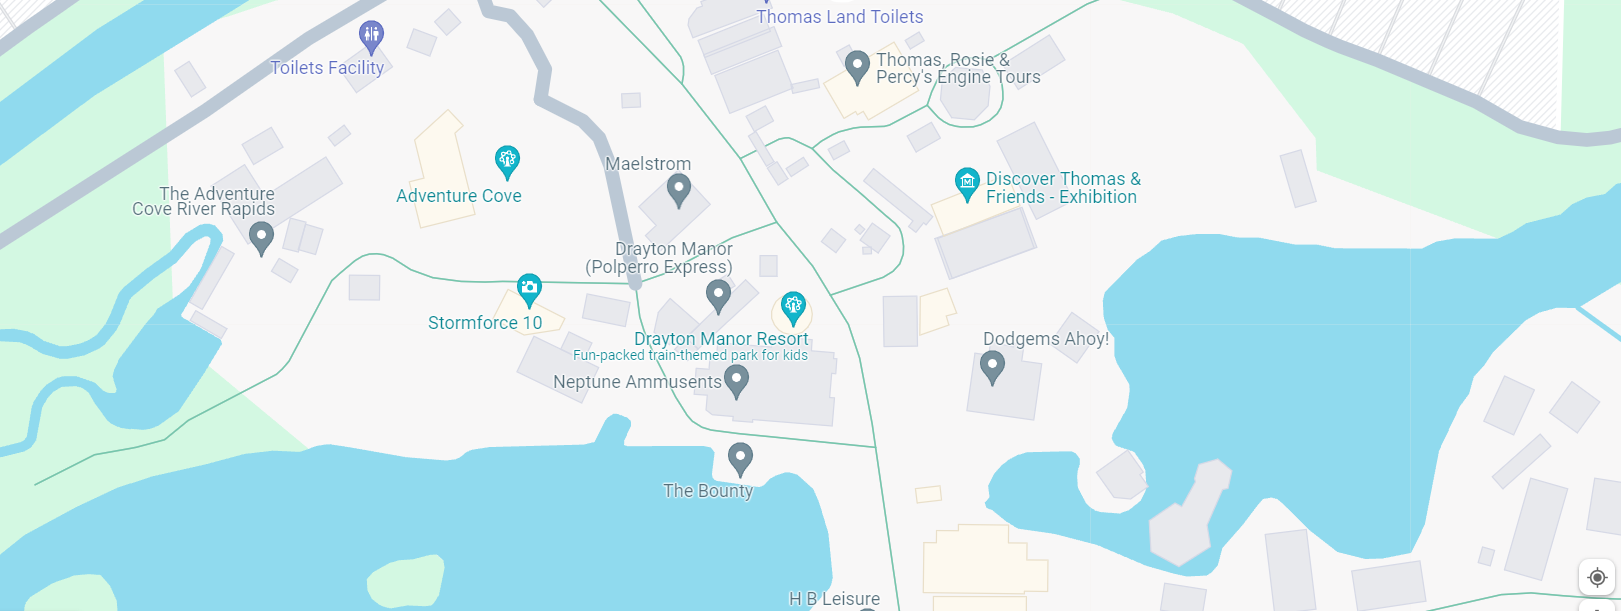 Thomas Land Toilets
Toilets Facility
Thomas, Rosie &
Percy's Engine Tours
Maelstrom
Discover Thomas &
Friends - Exhibition
The Adventure
Cove River Rapids
Adventure Cove
Drayton Manor
(Polperro Express)
Stormforce 10
Drayton Manor Resort
Fun-packed train-themed park for kids
Dodgems Ahoy!
Neptune Ammusents
The Bounty
H B Leisure